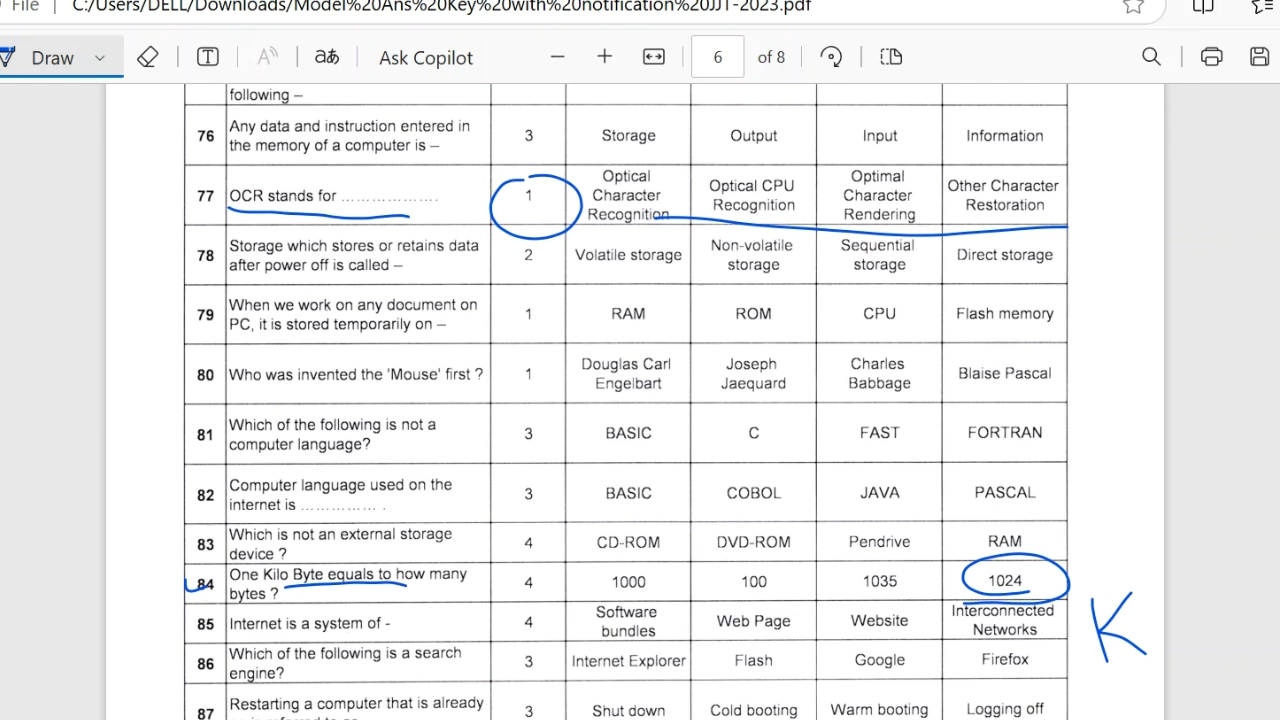 File | C:/Users/DELL/Downloads/Model%20Ans%20Key%20with%20notification%20JJT-2023.pdf
Draw T A aあ Ask Copilot − + 6 of 8
following –
76 Any data and instruction entered in the memory of a computer is – 3 Storage Output Input Information
77 OCR stands for .................... 1 Optical Character Recognition Optical CPU Recognition Optimal Character Rendering Other Character Restoration
78 Storage which stores or retains data after power off is called – 2 Volatile storage Non-volatile storage Sequential storage Direct storage
79 When we work on any document on PC, it is stored temporarily on – 1 RAM ROM CPU Flash memory
80 Who was invented the 'Mouse' first ? 1 Douglas Carl Engelbart Joseph Jaequard Charles Babbage Blaise Pascal
81 Which of the following is not a computer language? 3 BASIC C FAST FORTRAN
82 Computer language used on the internet is ................ . 3 BASIC COBOL JAVA PASCAL
83 Which is not an external storage device ? 4 CD-ROM DVD-ROM Pendrive RAM
84 One Kilo Byte equals to how many bytes ? 4 1000 100 1035 1024
85 Internet is a system of - 4 Software bundles Web Page Website Interconnected Networks
K
86 Which of the following is a search engine? 3 Internet Explorer Flash Google Firefox
87 Restarting a computer that is already 3 Shut down Cold booting Warm booting Logging off